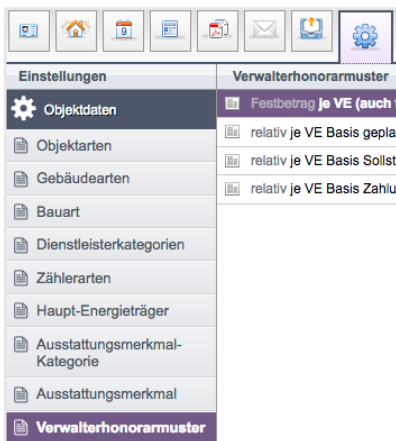 9
Einstellungen
Verwalterhonorarmuster
Objektdaten
Festbetrag je VE (auch
Objektarten
relativ je VE Basis gepla
Gebäudearten
relativ je VE Basis Sollst
Bauart
relativ je VE Basis Zahlu
Dienstleisterkategorien
Zählerarten
Haupt-Energieträger
Ausstattungsmerkmal-
Kategorie
Ausstattungsmerkmal
Verwalterhonorarmuster